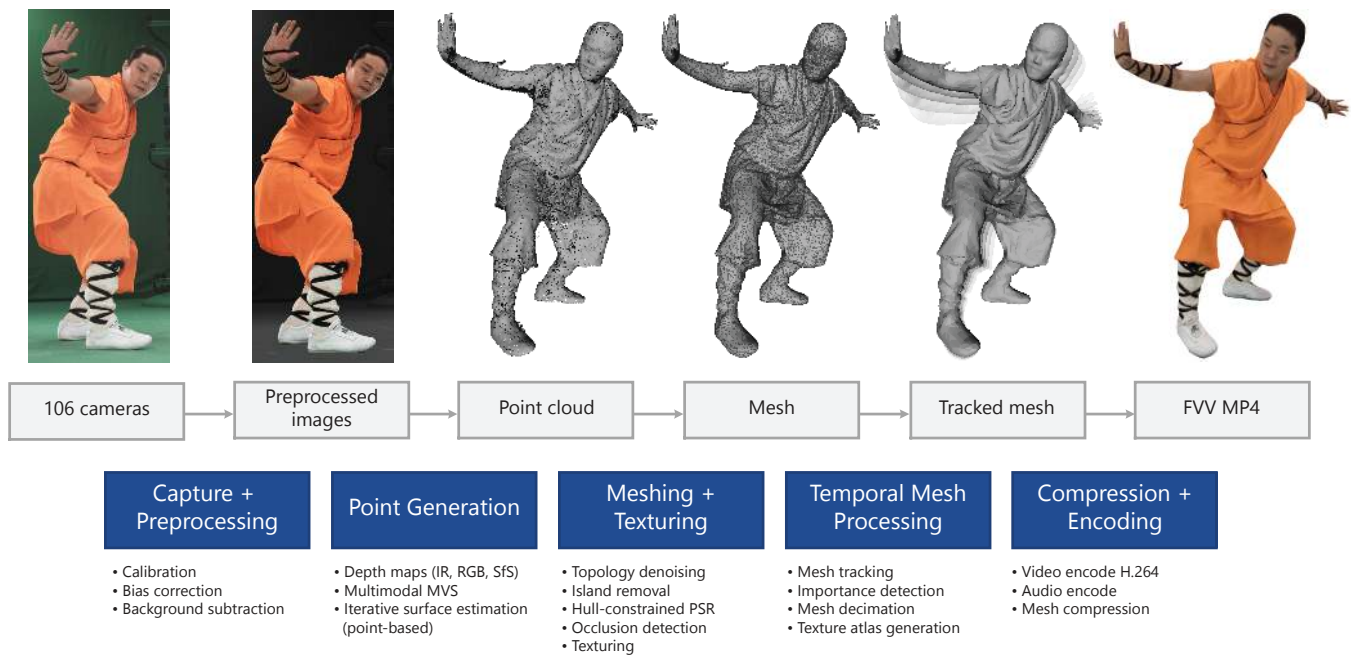 106 cameras
Preprocessed
images
Point cloud
Mesh
Tracked mesh
FVV MP4
Capture +
Preprocessing
• Calibration
• Bias correction
• Background subtraction
Point Generation
• Depth maps (IR, RGB, SfS)
• Multimodal MVS
• Iterative surface estimation
(point-based)
Meshing +
Texturing
• Topology denoising
• Island removal
• Hull-constrained PSR
• Occlusion detection
• Texturing
Temporal Mesh
Processing
• Mesh tracking
• Importance detection
• Mesh decimation
• Texture atlas generation
Compression +
Encoding
• Video encode H.264
• Audio encode
• Mesh compression